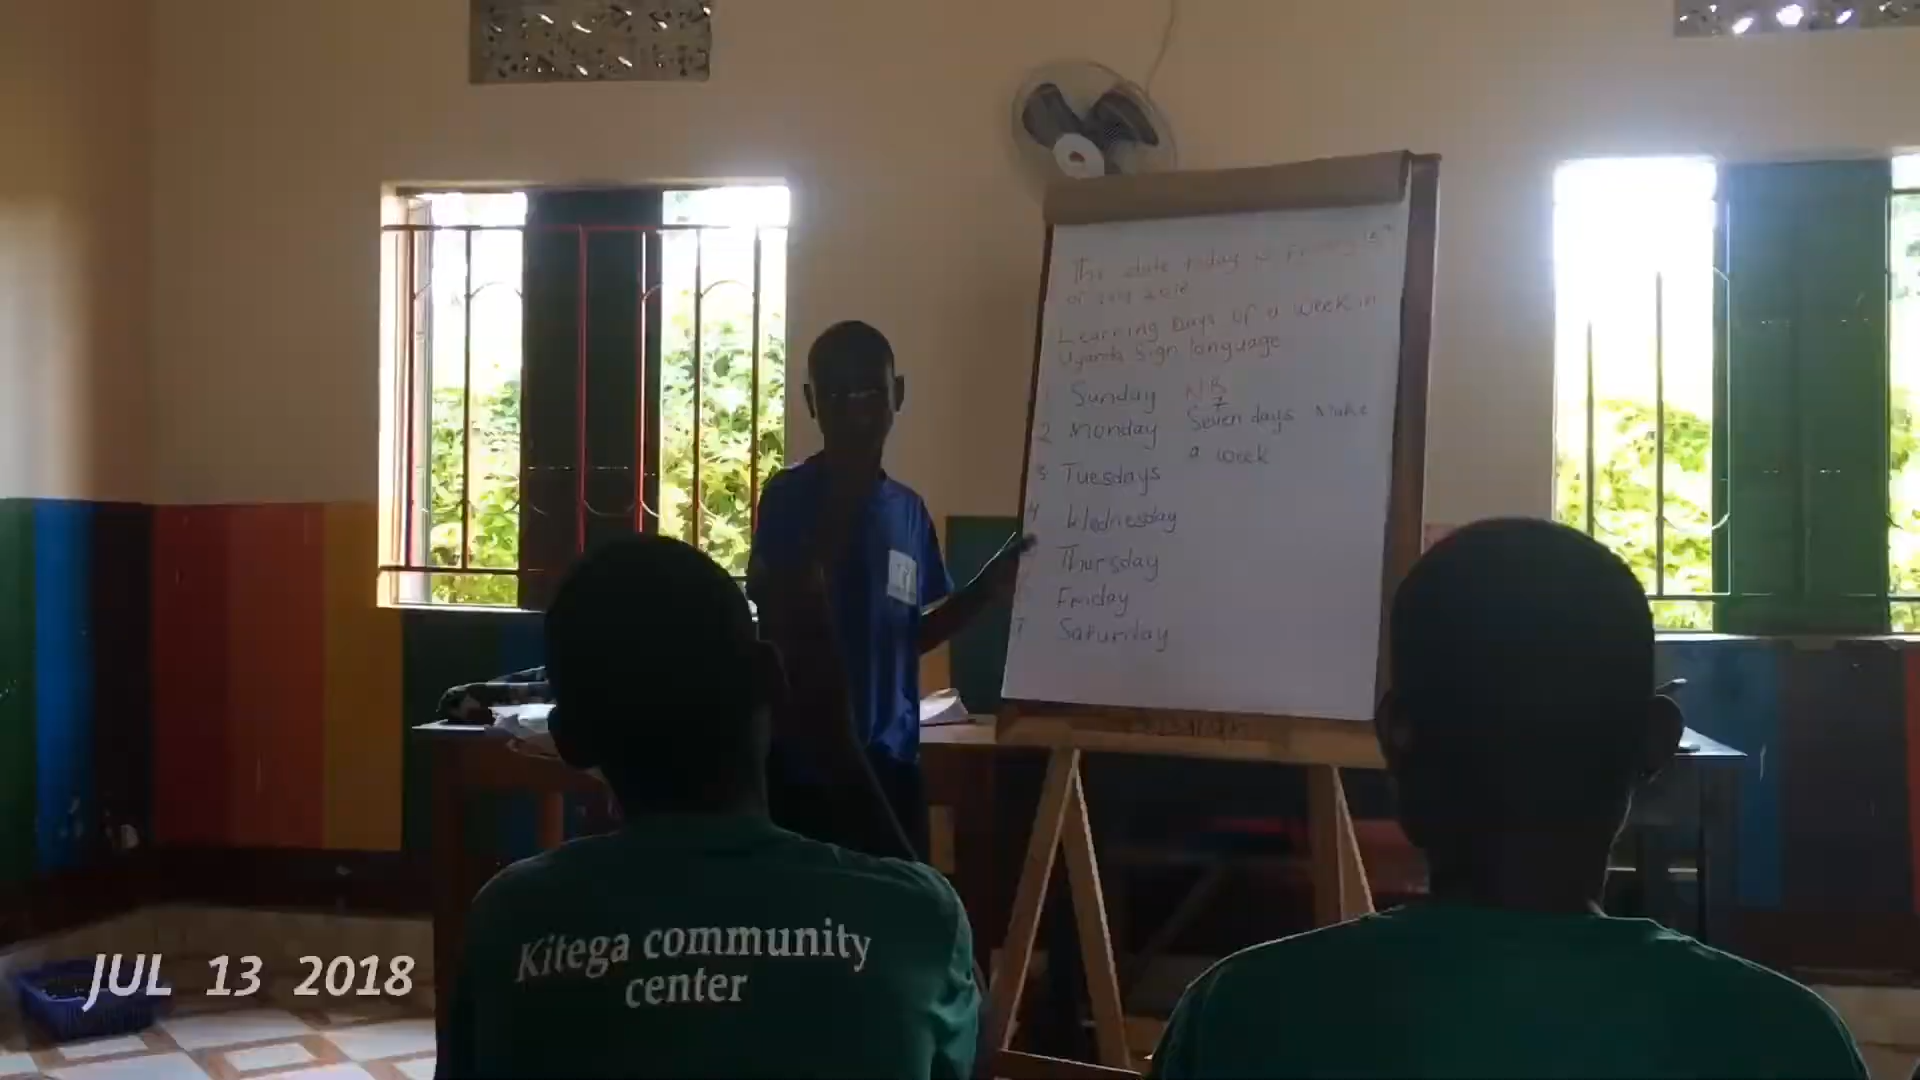 The date today is Friday 13th
of July 2018
Learning Days of a week in
Uganda Sign language
1 Sunday NB
2 Monday Seven 7 days make
a week
3 Tuesdays
4 Wednesday
Thursday
Friday
7 Saturday
Kitega community
center
JUL 13 2018